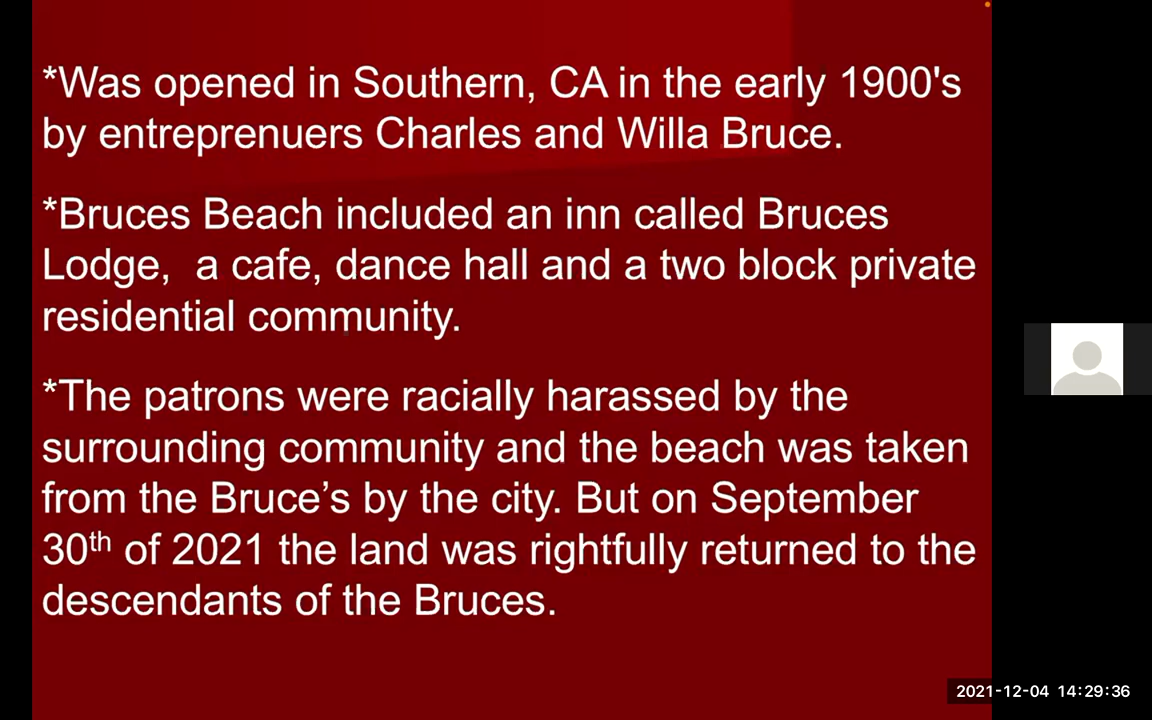 *Was opened in Southern, CA in the early 1900's
by entreprenuers Charles and Willa Bruce.
*Bruces Beach included an inn called Bruces
Lodge,  a cafe, dance hall and a two block private
residential community.
*The patrons were racially harassed by the
surrounding community and the beach was taken
from the Bruce’s by the city. But on September
30th of 2021 the land was rightfully returned to the
descendants of the Bruces.
2021-12-04 14:29:36